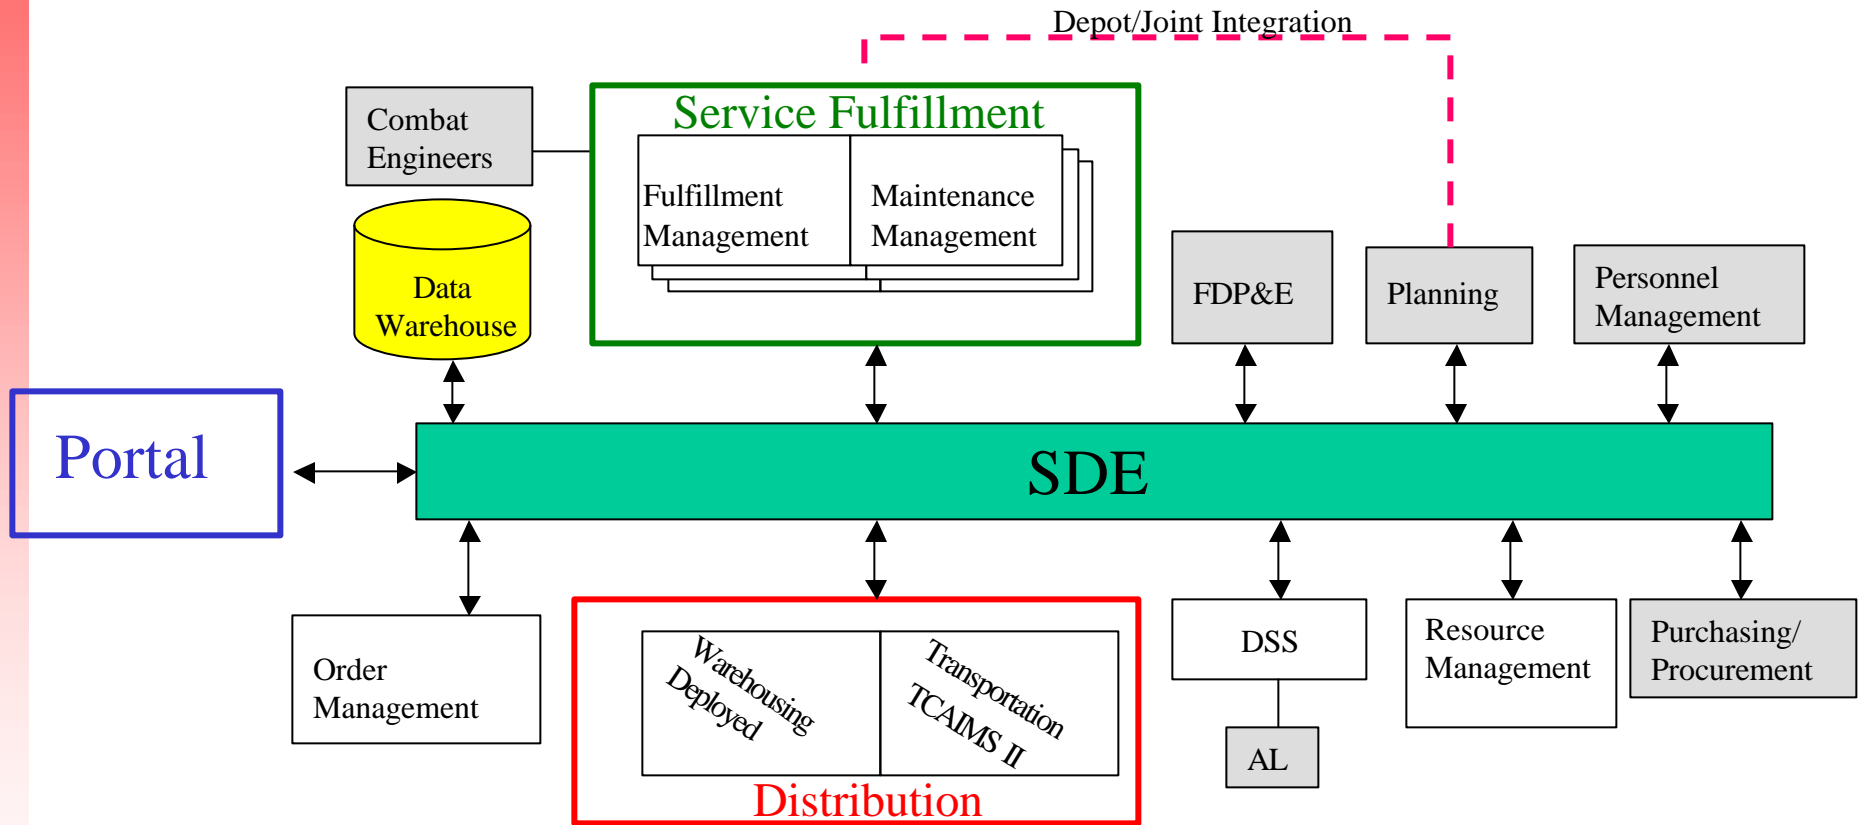 Depot/Joint Integration
Combat
Engineers
Service Fulfillment
Fulfillment
Management
Maintenance
Management
Data
Warehouse
FDP&E
Planning
Personnel
Management
Portal
SDE
Order
Management
Warehousing
Deployed
Transportation
TCAIMS II
Distribution
DSS
AL
Resource
Management
Purchasing/
Procurement